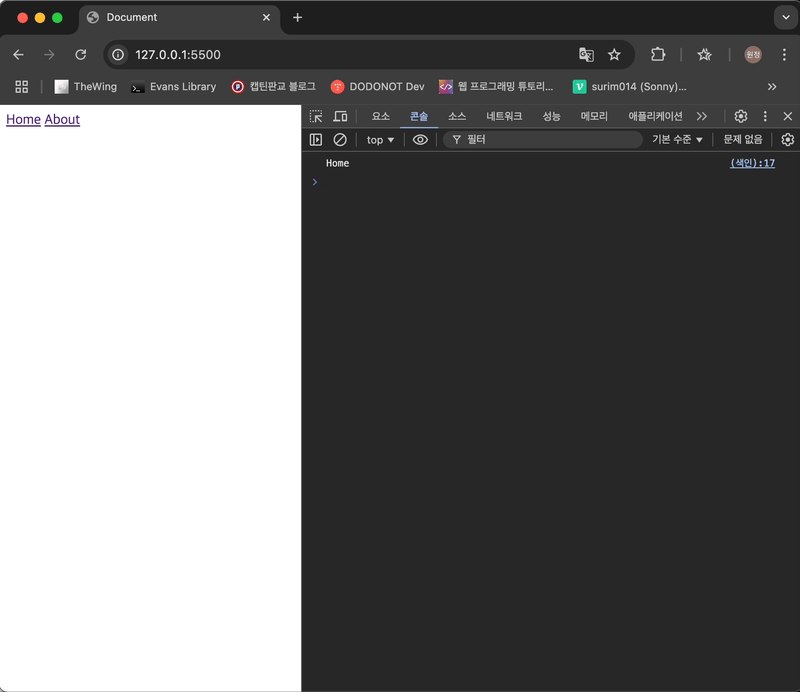 Document
127.0.0.1:5500
원정
TheWing
Evans Library
캡틴판교 블로그
DODONOT Dev
웹 프로그래밍 튜토리...
surim014 (Sonny)...
Home About
요소 콘솔 소스 네트워크 성능 메모리 애플리케이션
top 필터 기본 수준 문제 없음
Home (색인):17